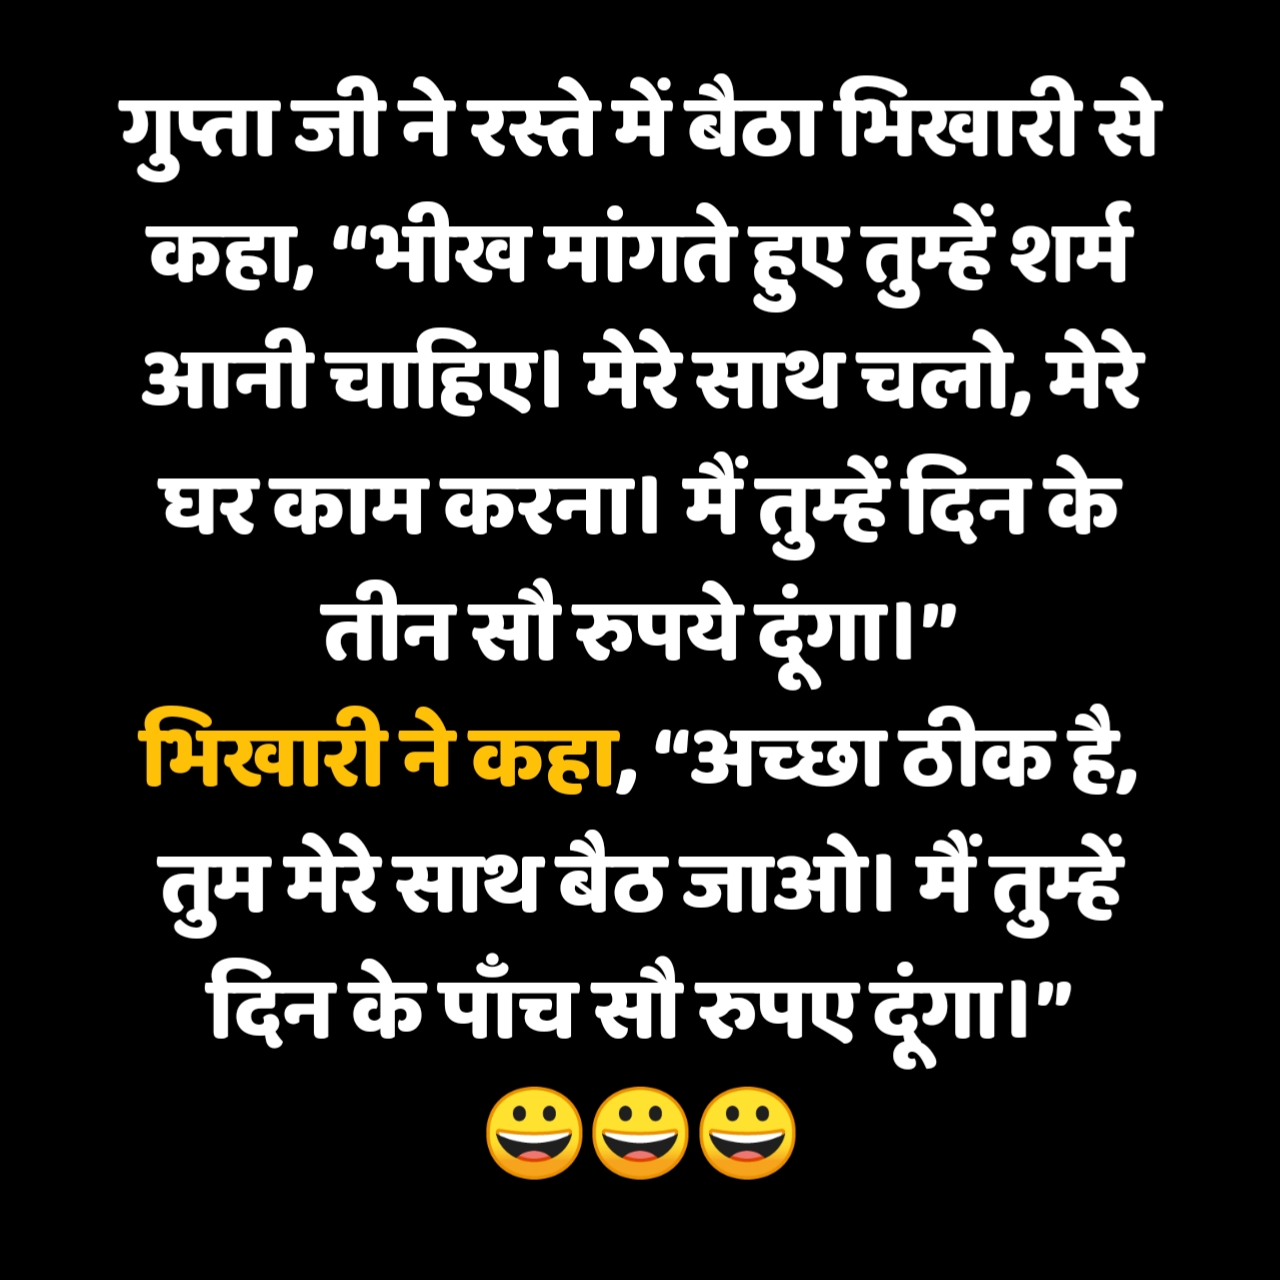 गुप्ता जी ने रस्ते में बैठा भिखारी से
कहा, “भीख मांगते हुए तुम्हें शर्म
आनी चाहिए। मेरे साथ चलो, मेरे
घर काम करना। मैं तुम्हें दिन के
तीन सौ रुपये दूंगा।”
भिखारी ने कहा, “अच्छा ठीक है,
तुम मेरे साथ बैठ जाओ। मैं तुम्हें
दिन के पाँच सौ रुपए दूंगा।”
😀😀😀